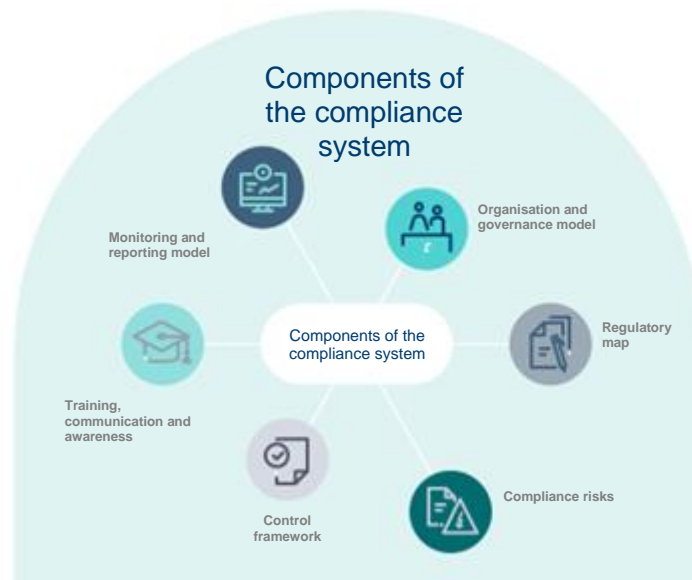 Components of
the compliance
system
Organisation and
governance model
Monitoring and
reporting model
Components of the
compliance system
Regulatory
map
Training,
communication and
awareness
Compliance risks
Control
framework